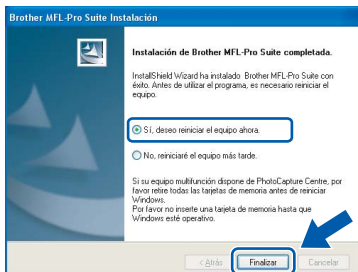 Brother MFL-Pro Suite Instalación
Instalación de Brother MFL-Pro Suite completada.
InstallShield Wizard ha instalado Brother MFL-Pro Suite con
éxito. Antes de utilizar el programa, es necesario reiniciar el
equipo.
Sí, deseo reiniciar el equipo ahora.
No, reiniciaré el equipo más tarde.
Si su equipo multifunción dispone de PhotoCapture Centre, por
favor retire todas las tarjetas de memoria antes de reiniciar
Windows.
Por favor no inserte una tarjeta de memoria hasta que
Windows esté operativo.
< Atrás Finalizar Cancelar